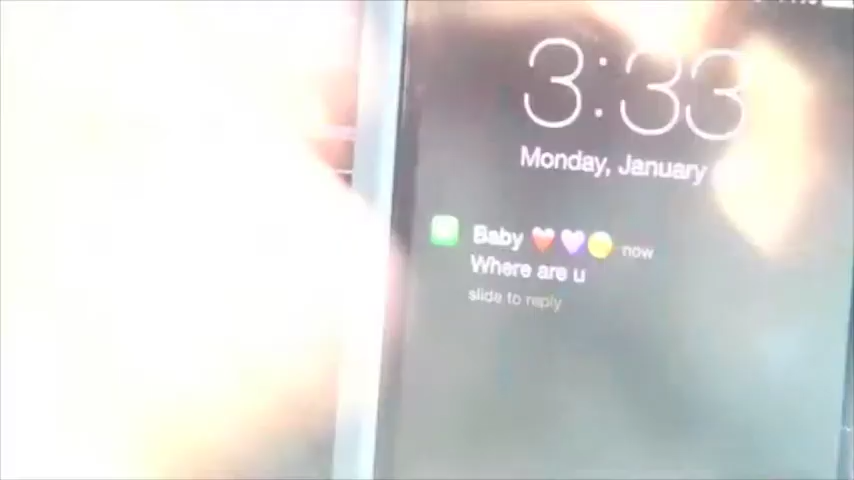 3:33
Monday, January
Baby ❤️💜😊 now
Where are u
slide to reply